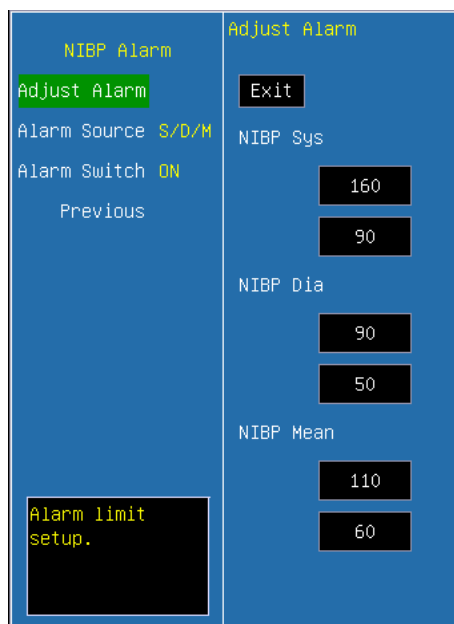 NIBP Alarm
Adjust Alarm
Alarm Source S/D/M
Alarm Switch ON
Previous
Alarm limit
setup.
Adjust Alarm
Exit
NIBP Sys
160
90
NIBP Dia
90
50
NIBP Mean
110
60